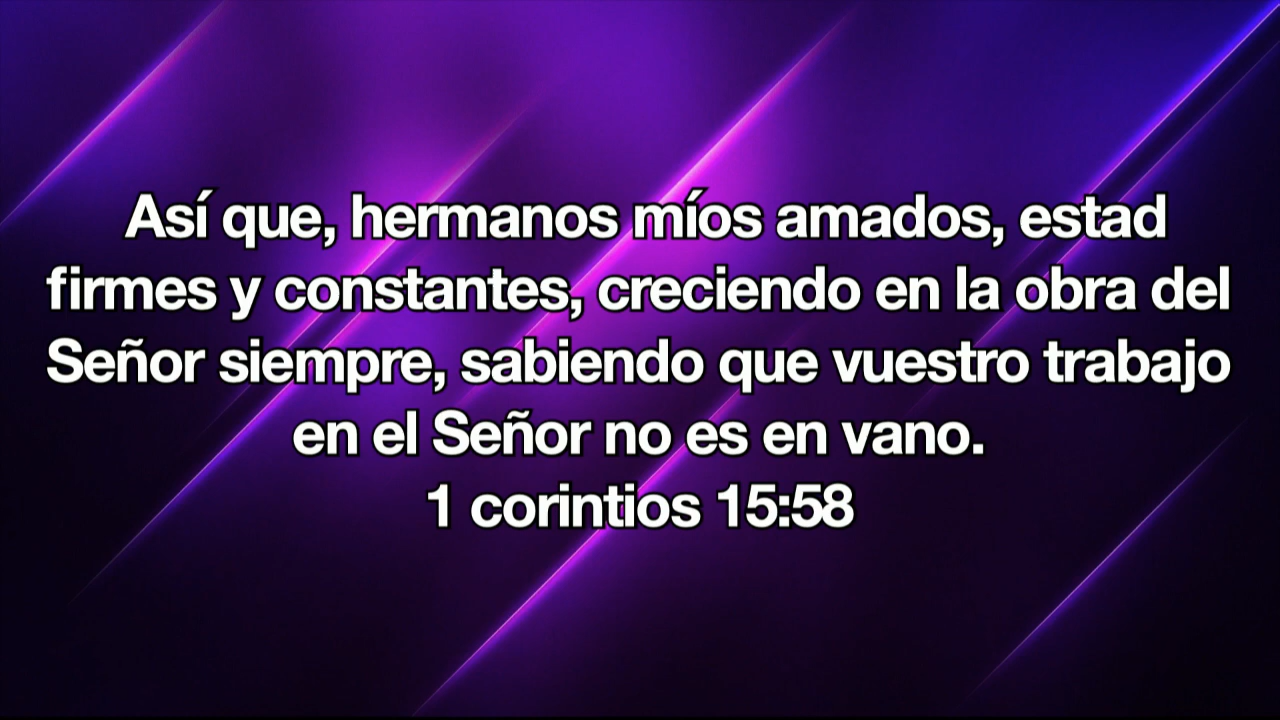 Así que, hermanos míos amados, estad
firmes y constantes, creciendo en la obra del
Señor siempre, sabiendo que vuestro trabajo
en el Señor no es en vano.
1 corintios 15:58